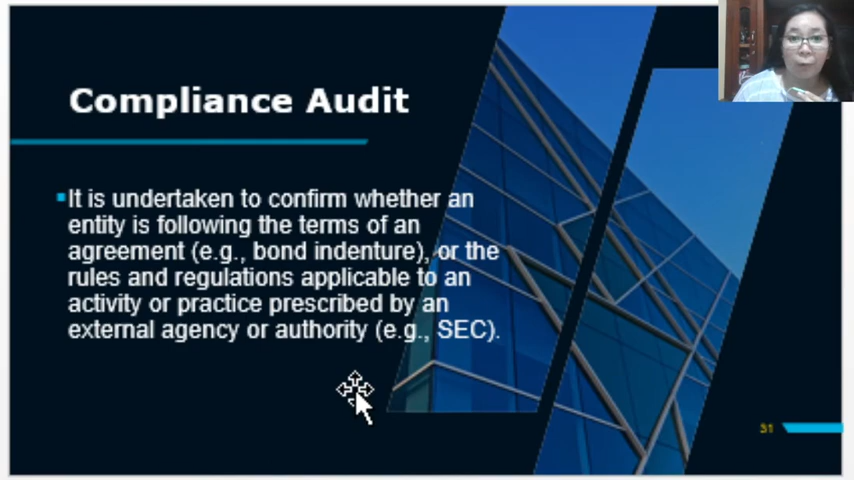 Compliance Audit
It is undertaken to confirm whether an
entity is following the terms of an
agreement (e.g., bond indenture), or the
rules and regulations applicable to an
activity or practice prescribed by an
external agency or authority (e.g., SEC).
31